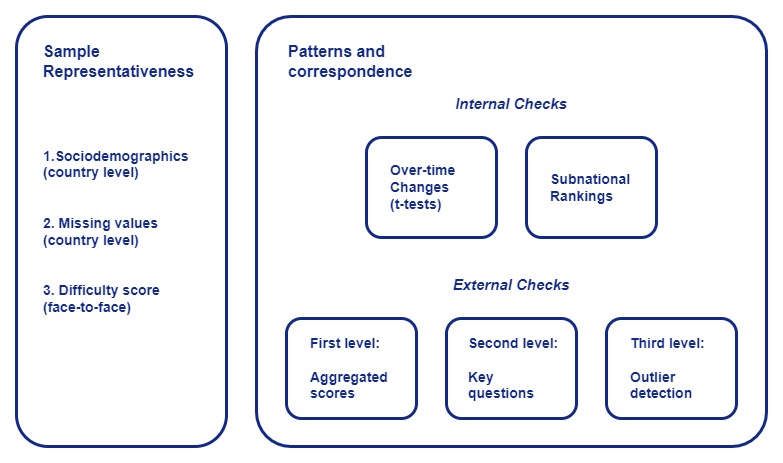 Sample
Representativeness
1.Sociodemographics
(country level)
2. Missing values
(country level)
3. Difficulty score
(face-to-face)
Patterns and
correspondence
Internal Checks
Over-time
Changes
(t-tests)
Subnational
Rankings
External Checks
First level:
Aggregated
scores
Second level:
Key
questions
Third level:
Outlier
detection